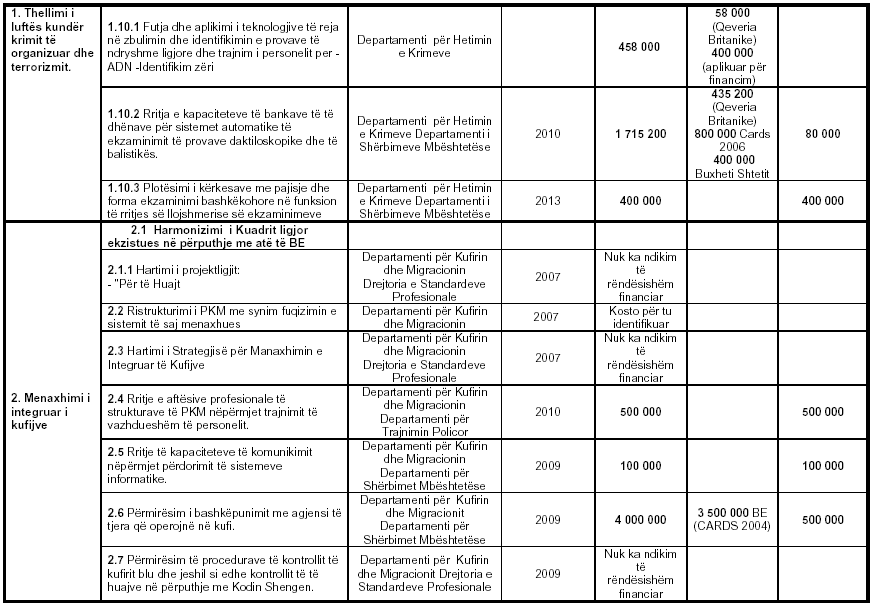 1. Thellimi i
luftës kundër
krimit të
organizuar dhe
terrorizmit.
1.10.1 Futja dhe aplikimi i teknologjive të reja
në zbulimin dhe identifikimin e provave të
ndryshme ligjore dhe trajnim i personelit per -
ADN -Identifikim zëri
Departamenti për Hetimin
e Krimeve
458 000
58 000
(Qeveria
Britanike)
400 000
(aplikuar për
financim)
1.10.2 Rritja e kapaciteteve të bankave të të
dhënave për sistemet automatike të
ekzaminimit të provave daktiloskopike dhe të
balistikës.
Departamenti për Hetimin
e Krimeve Departamenti i
Shërbimeve Mbështetëse
2010
1 715 200
435 200
(Qeveria
Britanike)
800 000 Cards
2006
400 000
Buxheti Shtetit
80 000
1.10.3 Plotësimi i kërkesave me pajisje dhe
forma ekzaminimi bashkëkohore në funksion
të rritjes së llojshmerise së ekzaminimeve
Departamenti për Hetimin
e Krimeve Departamenti i
Shërbimeve Mbështetëse
2013
400 000
400 000
2. Menaxhimi i
integruar i
kufijve
2.1 Harmonizimi i Kuadrit ligjor
ekzistues në përputhje me atë të BE
2.1.1 Hartimi i projektligjit:
- "Për të Huajt
Departamenti për Kufirin
dhe Migracionin
Drejtoria e Standardeve
Profesionale
2007
Nuk ka ndikim
të
rëndësishëm
financiar
2.2 Ristrukturimi i PKM me synim fuqizimin e
sistemit të saj menaxhues
Departamenti për Kufirin
dhe Migracionin
2007
Kosto për tu
identifikuar
2.3 Hartimi i Strategjisë për Manaxhimin e
Integruar të Kufijve
Departamenti për Kufirin
dhe Migracionin
Drejtoria e Standardeve
Profesionale
2007
Nuk ka ndikim
të
rëndësishëm
financiar
2.4 Rritje e aftësive profesionale të
strukturave të PKM nëpërmjet trajnimit të
vazhdueshëm të personelit.
Departamenti për Kufirin
dhe Migracionin
Departamenti për
Trajnimin Policor
2010
500 000
500 000
2.5 Rritje të kapaciteteve të komunikimit
nëpërmjet përdorimit të sistemeve
informatike.
Departamenti për Kufirin
dhe Migracionin
Departamenti për
Shërbimet Mbështetëse
2009
100 000
100 000
2.6 Përmirësim i bashkëpunimit me agjensi të
tjera që operojnë në kufi.
Departamenti për Kufirin
dhe Migracionit
Departamenti për
Shërbimet Mbështetëse
2009
4 000 000
3 500 000 BE
(CARDS 2004)
500 000
2.7 Përmirësim të procedurave të kontrollit të
kufirit blu dhe jeshil si edhe kontrollit të të
huajve në përputhje me Kodin Shengen.
Departamenti për Kufirin
dhe Migracionit Drejtoria e
Standardeve Profesionale
2009
Nuk ka ndikim
të
rëndësishëm
financiar